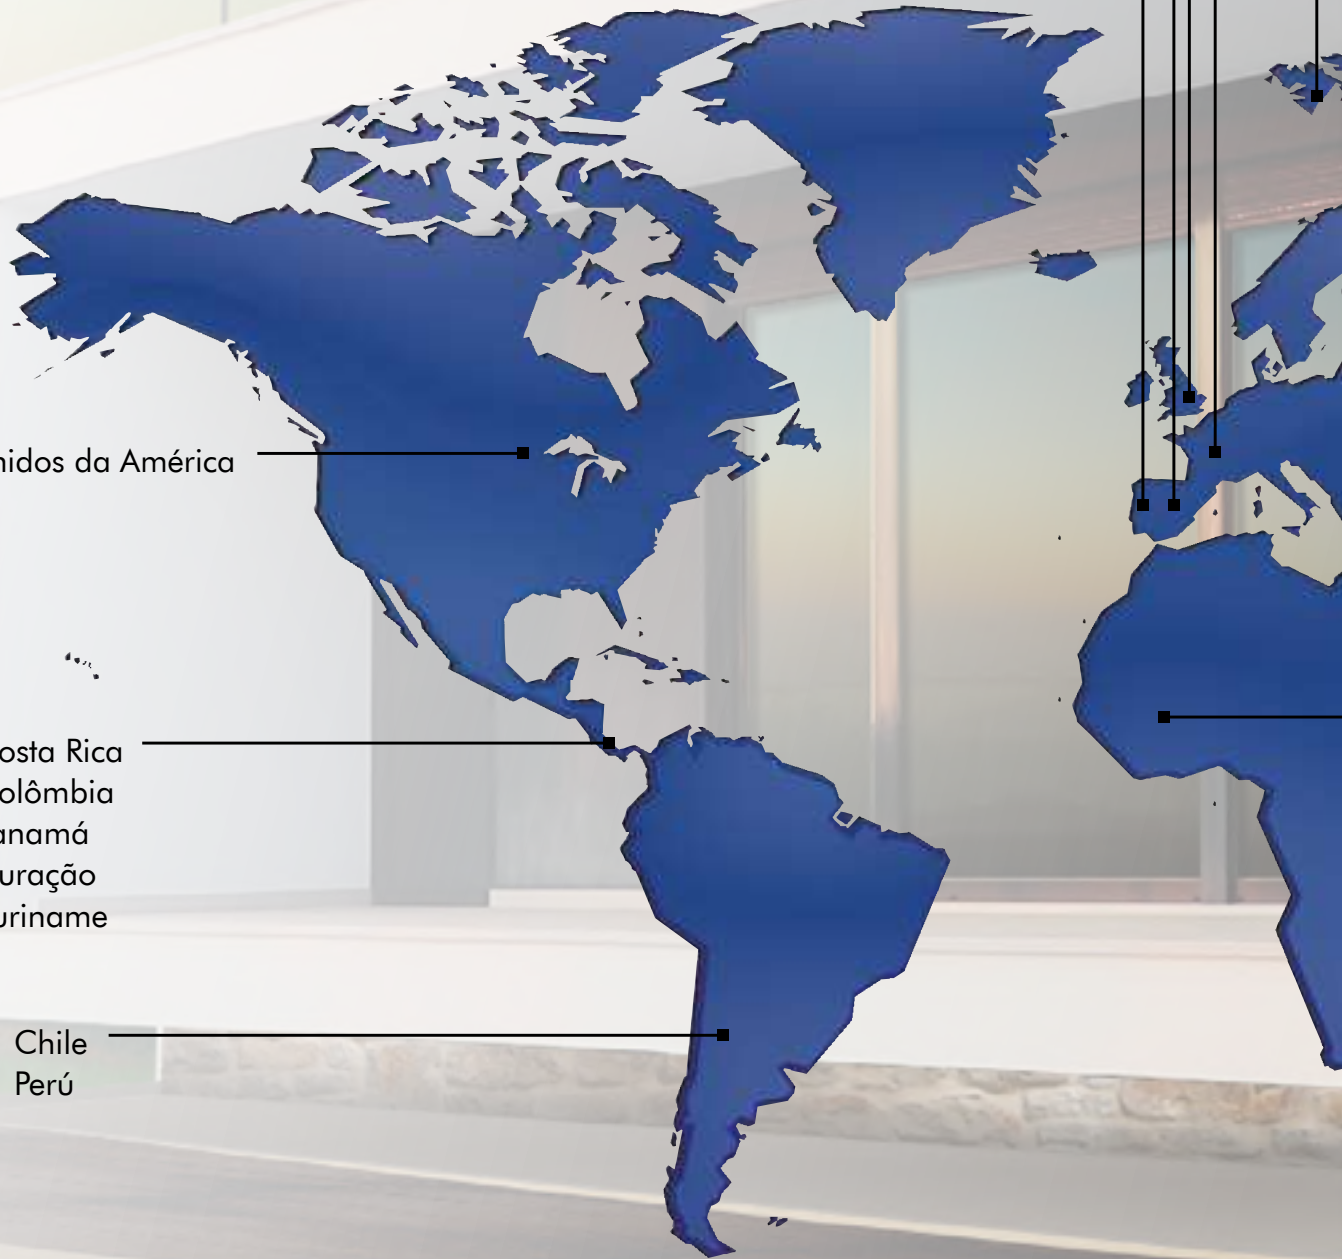 nidos da América
osta Rica
olômbia
anamá
uração
uriname
Chile
Perú